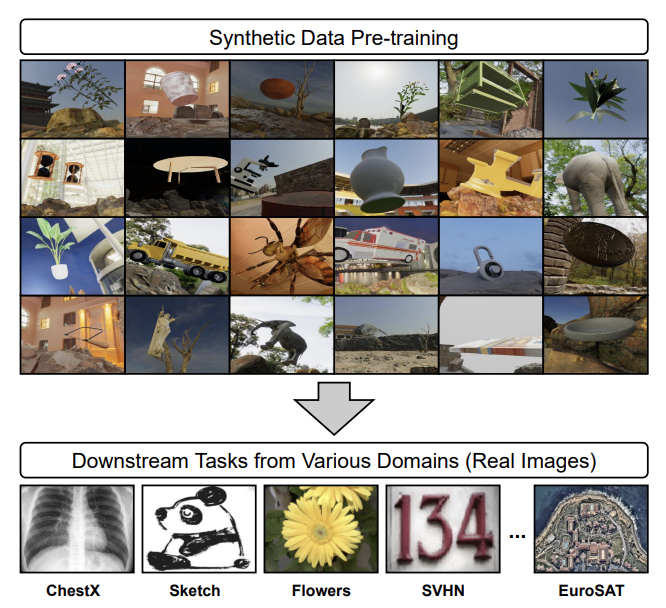 Synthetic Data Pre-training
Downstream Tasks from Various Domains (Real Images)
134
...
ChestX
Sketch
Flowers
SVHN
EuroSAT